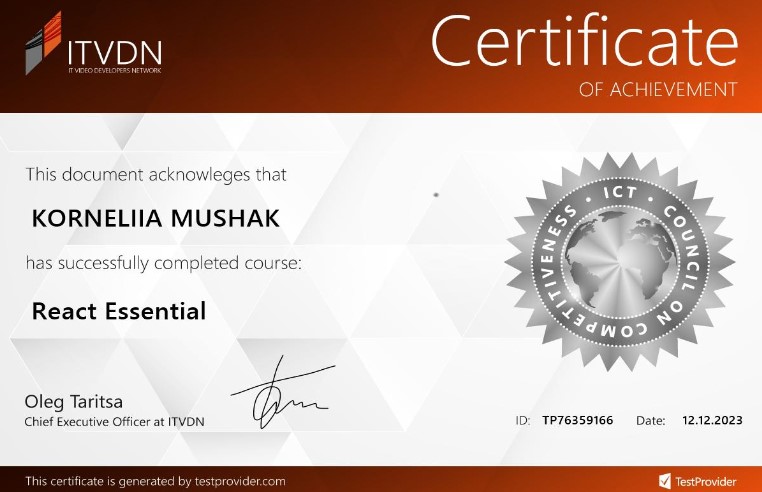 ITVDN
IT VIDEO DEVELOPERS NETWORK
Certificate
OF ACHIEVEMENT
This document acknowleges that
KORNELIIA MUSHAK
has successfully completed course:
React Essential
ICT · COUNCIL ON COMPETITIVENESS ·
Oleg Taritsa
Chief Executive Officer at ITVDN
ID: TP76359166 Date: 12.12.2023
This certificate is generated by testprovider.com
TestProvider